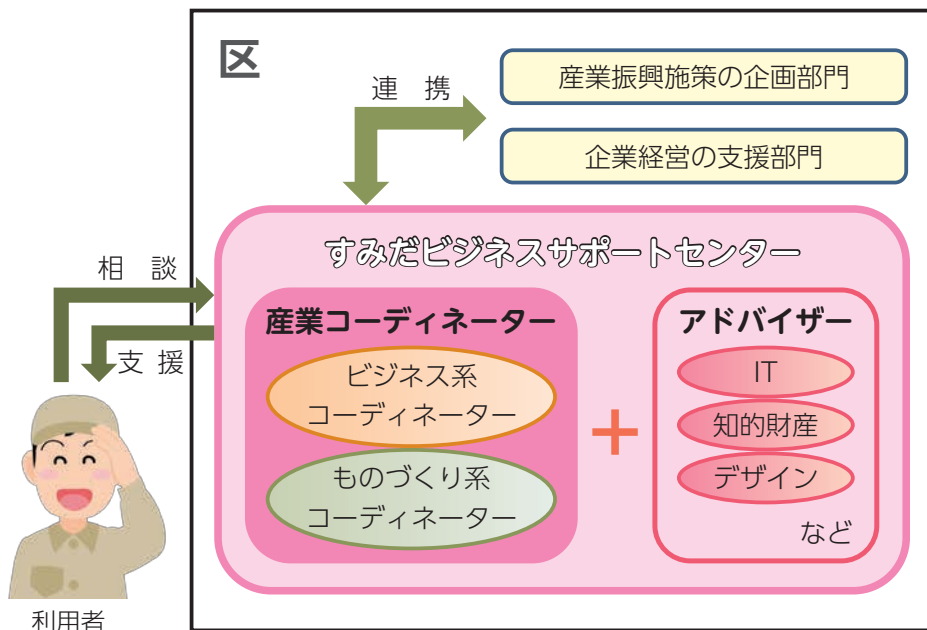 区
連携
産業振興施策の企画部門
企業経営の支援部門
すみだビジネスサポートセンター
相談
支援
産業コーディネーター
ビジネス系
コーディネーター
ものづくり系
コーディネーター
+
アドバイザー
IT
知的財産
デザイン
など
利用者